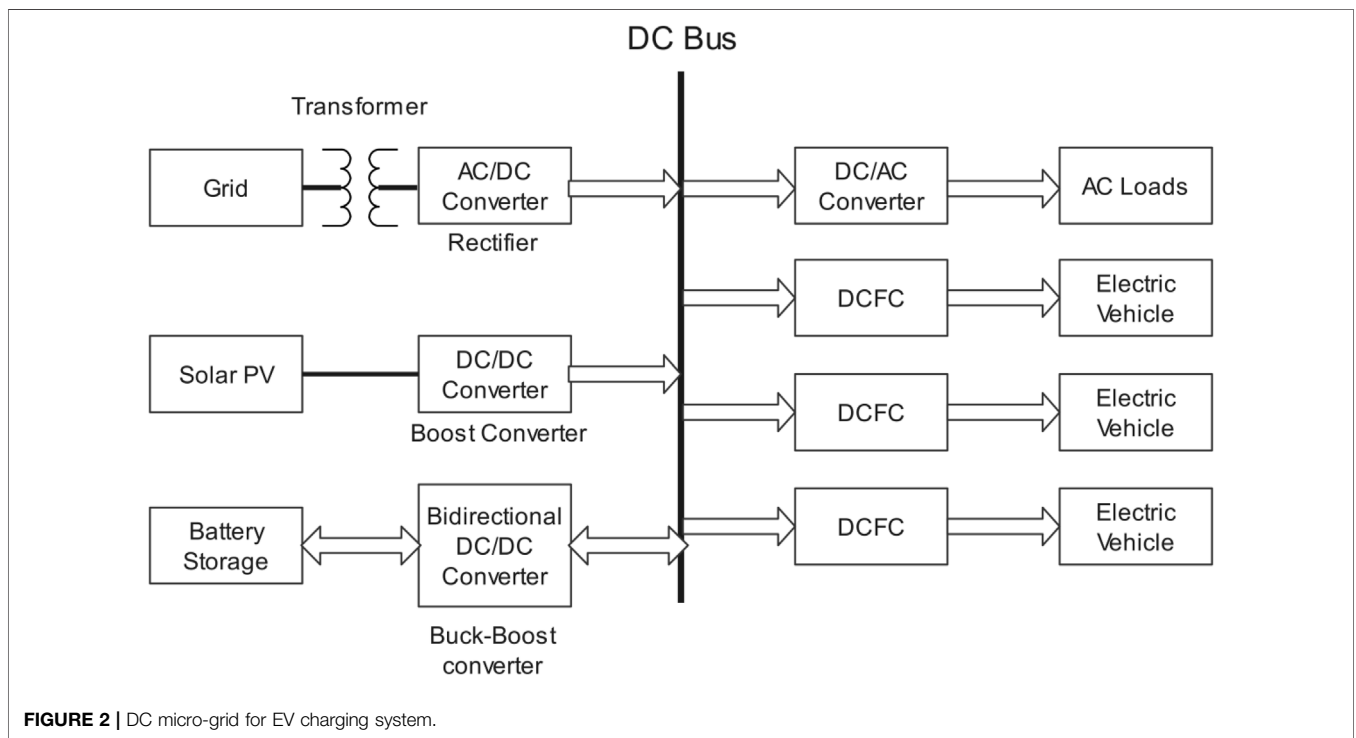 DC Bus
Transformer
Grid
AC/DC
Converter
Rectifier
DC/AC
Converter
AC Loads
DCFC
Electric
Vehicle
Solar PV
DC/DC
Converter
Boost Converter
DCFC
Electric
Vehicle
Battery
Storage
Bidirectional
DC/DC
Converter
Buck-Boost
converter
DCFC
Electric
Vehicle
FIGURE 2 | DC micro-grid for EV charging system.